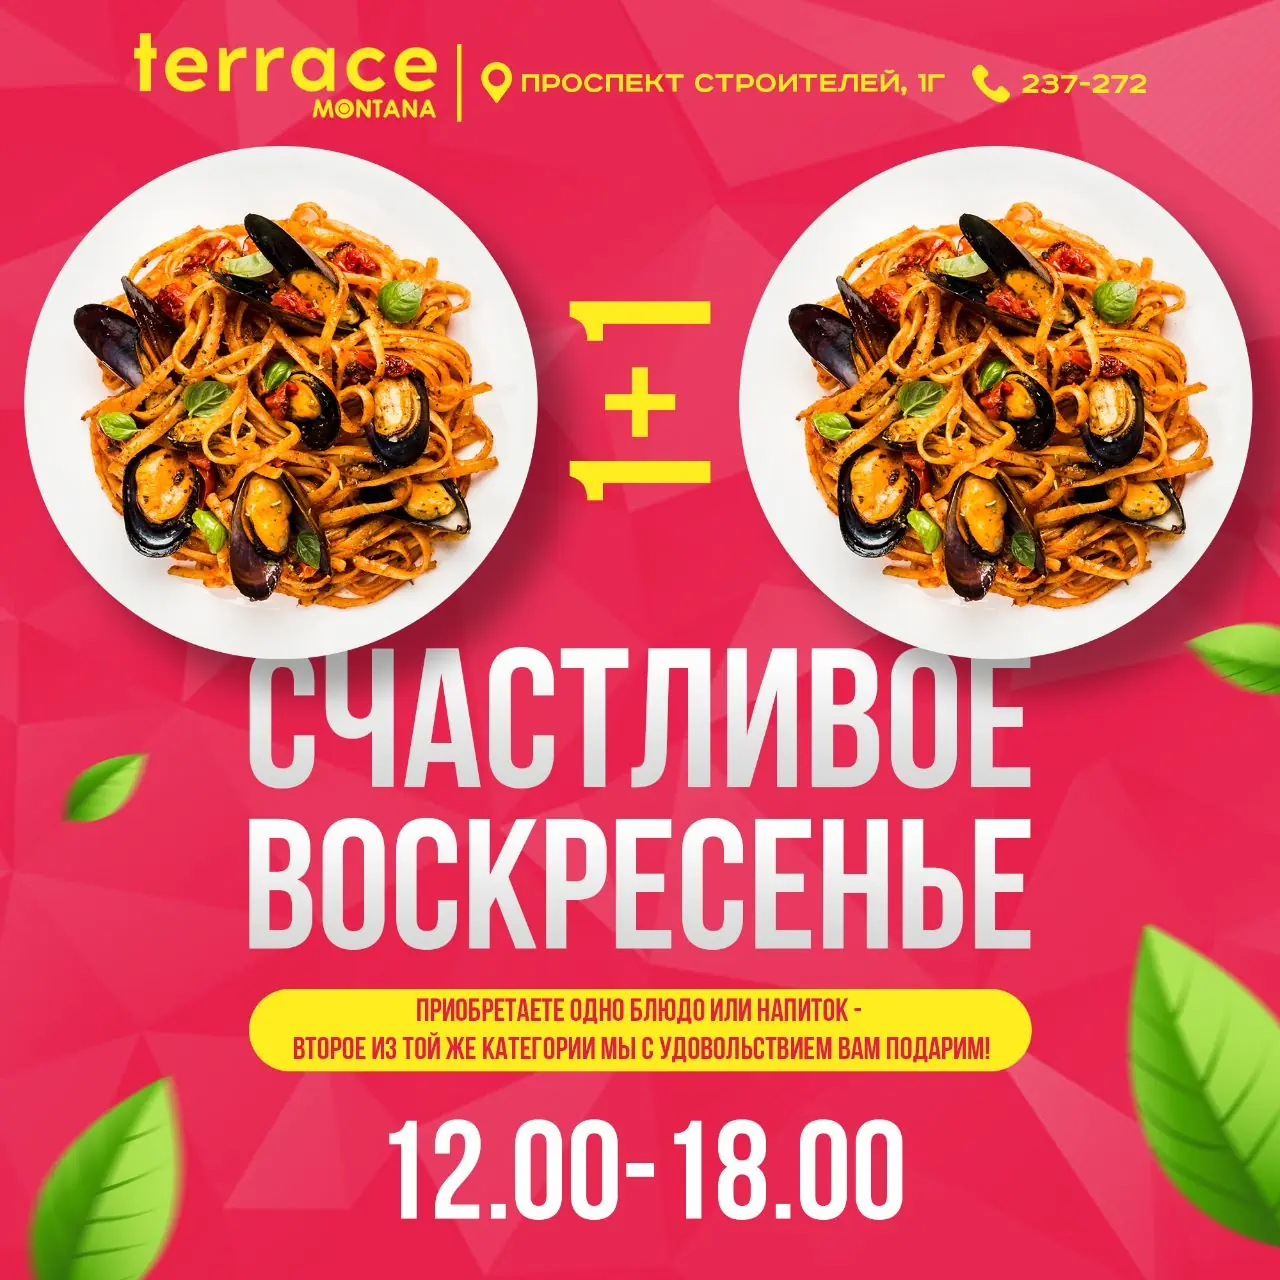 terrace
MONTANA
ПРОСПЕКТ СТРОИТЕЛЕЙ, 1Г
237-272
1+1
СЧАСТЛИВОЕ
ВОСКРЕСЕНЬЕ
ПРИОБРЕТАЕТЕ ОДНО БЛЮДО ИЛИ НАПИТОК -
ВТОРОЕ ИЗ ТОЙ ЖЕ КАТЕГОРИИ МЫ С УДОВОЛЬСТВИЕМ ВАМ ПОДАРИМ!
12.00-18.00